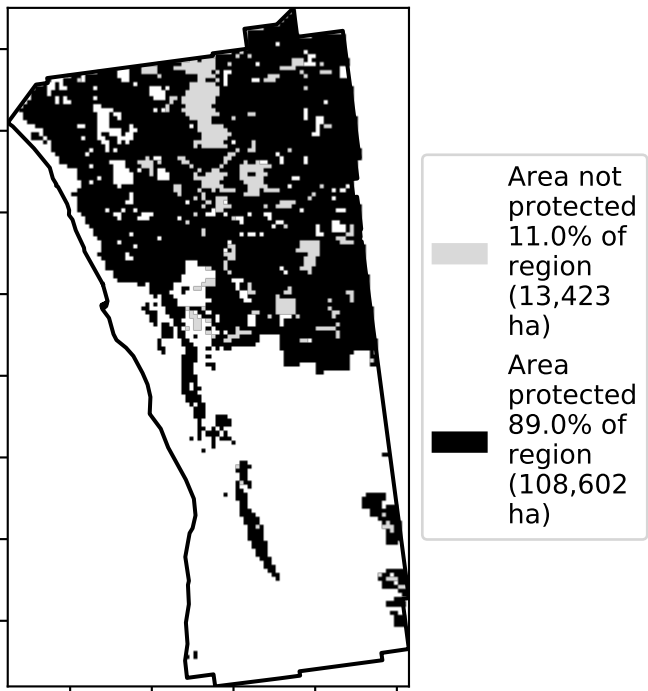 Area not
protected
11.0% of
region
(13,423
ha)
Area
protected
89.0% of
region
(108,602
ha)